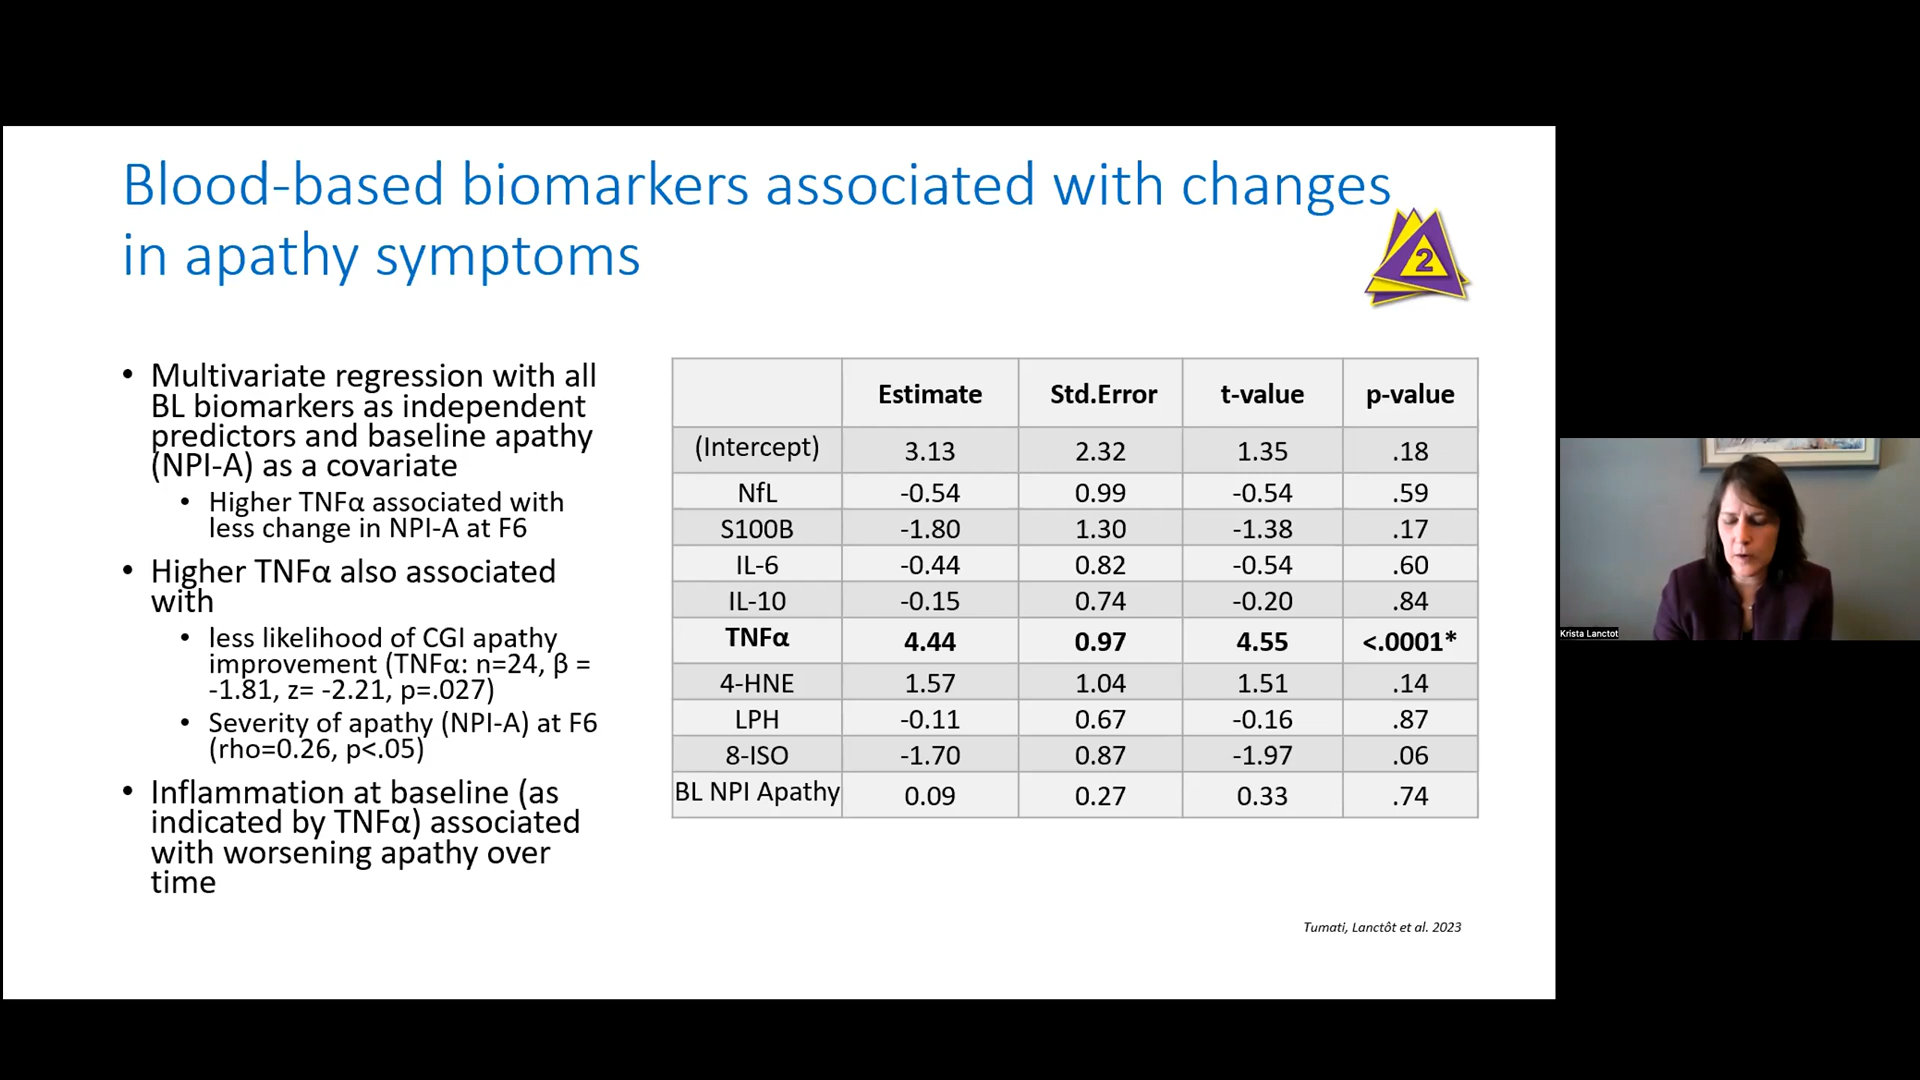 Blood-based biomarkers associated with changes
in apathy symptoms
2
• Multivariate regression with all
BL biomarkers as independent
predictors and baseline apathy
(NPI-A) as a covariate
• Higher TNFα associated with
less change in NPI-A at F6
• Higher TNFα also associated
with
• less likelihood of CGI apathy
improvement (TNFα: n=24, β =
-1.81, z= -2.21, p=.027)
• Severity of apathy (NPI-A) at F6
(rho=0.26, p<.05)
• Inflammation at baseline (as
indicated by TNFα) associated
with worsening apathy over
time
Estimate Std.Error t-value p-value
(Intercept) 3.13 2.32 1.35 .18
NfL -0.54 0.99 -0.54 .59
S100B -1.80 1.30 -1.38 .17
IL-6 -0.44 0.82 -0.54 .60
IL-10 -0.15 0.74 -0.20 .84
TNFα 4.44 0.97 4.55 <.0001*
4-HNE 1.57 1.04 1.51 .14
LPH -0.11 0.67 -0.16 .87
8-ISO -1.70 0.87 -1.97 .06
BL NPI Apathy 0.09 0.27 0.33 .74
Tumati, Lanctôt et al. 2023
Krista Lanctot